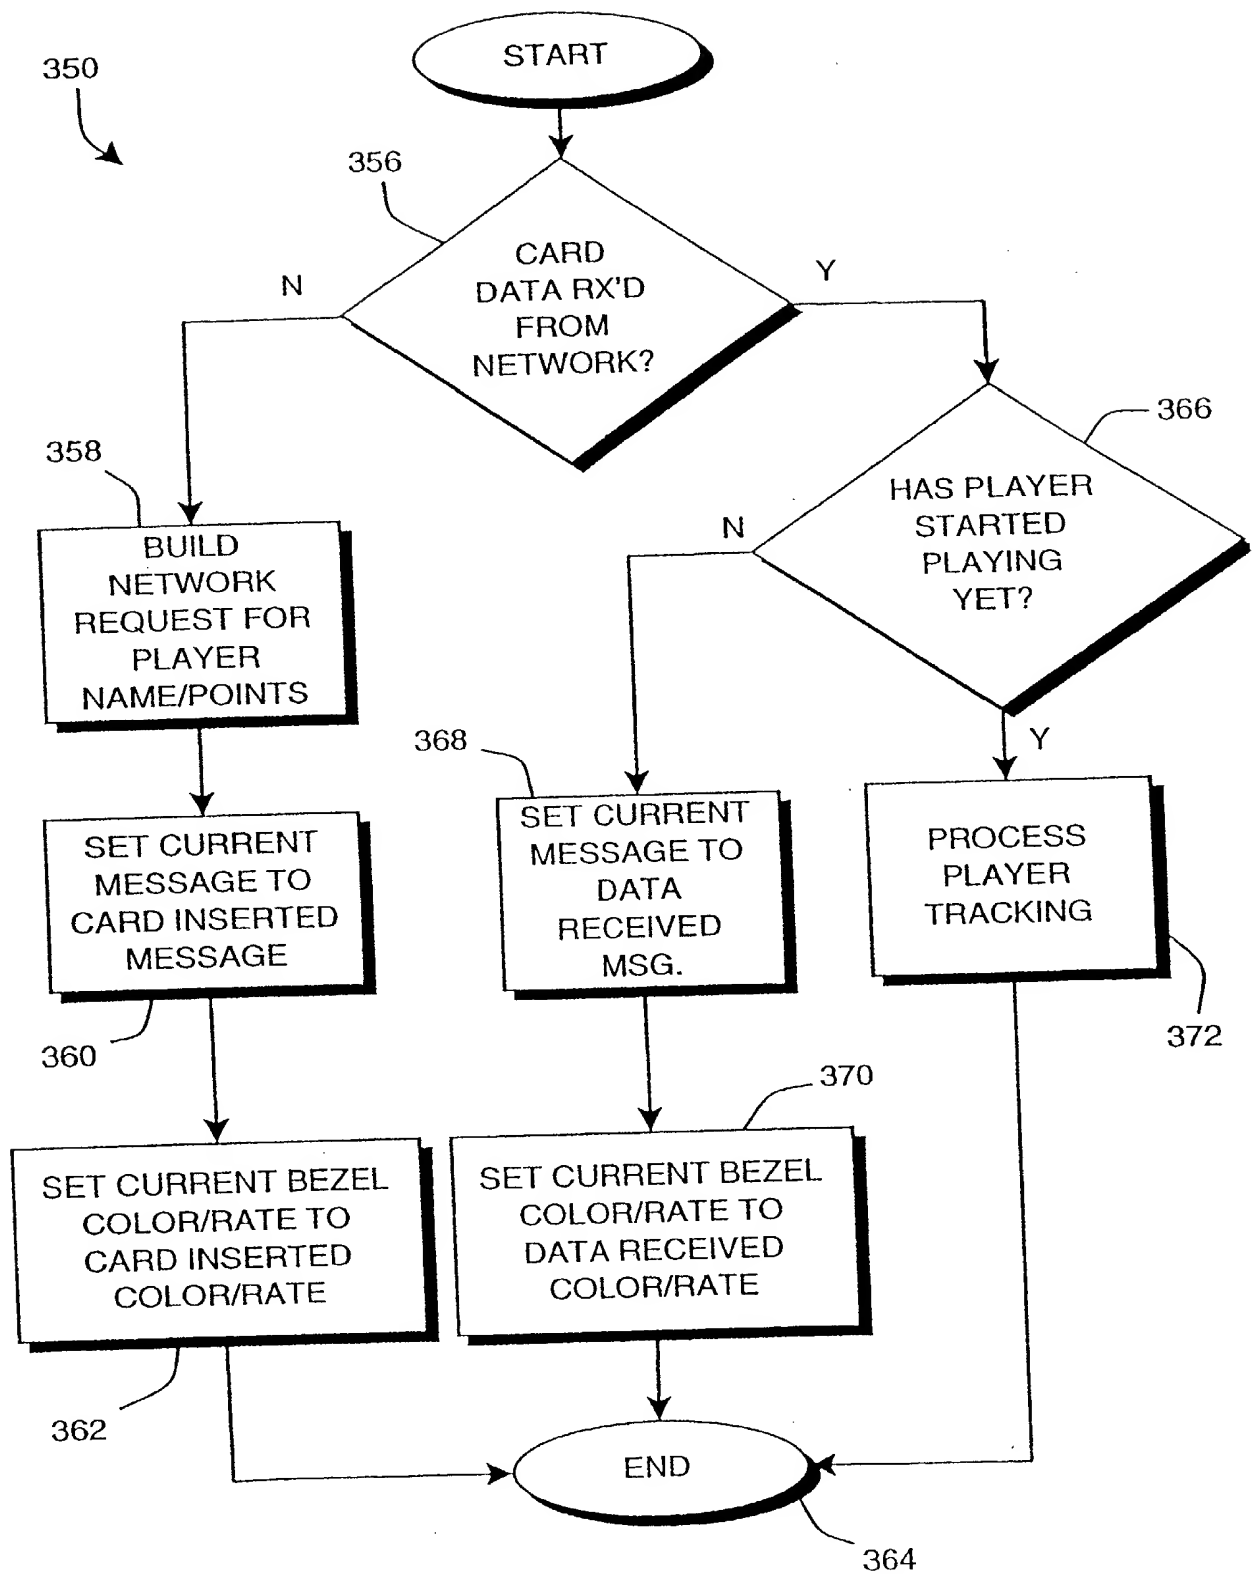 START
350
356
CARD
DATA RX'D
FROM
NETWORK?
N
Y
366
HAS PLAYER
STARTED
PLAYING
YET?
N
Y
358
BUILD
NETWORK
REQUEST FOR
PLAYER
NAME/POINTS
368
SET CURRENT
MESSAGE TO
DATA
RECEIVED
MSG.
PROCESS
PLAYER
TRACKING
372
SET CURRENT
MESSAGE TO
CARD INSERTED
MESSAGE
360
370
SET CURRENT BEZEL
COLOR/RATE TO
CARD INSERTED
COLOR/RATE
362
SET CURRENT BEZEL
COLOR/RATE TO
DATA RECEIVED
COLOR/RATE
END
364